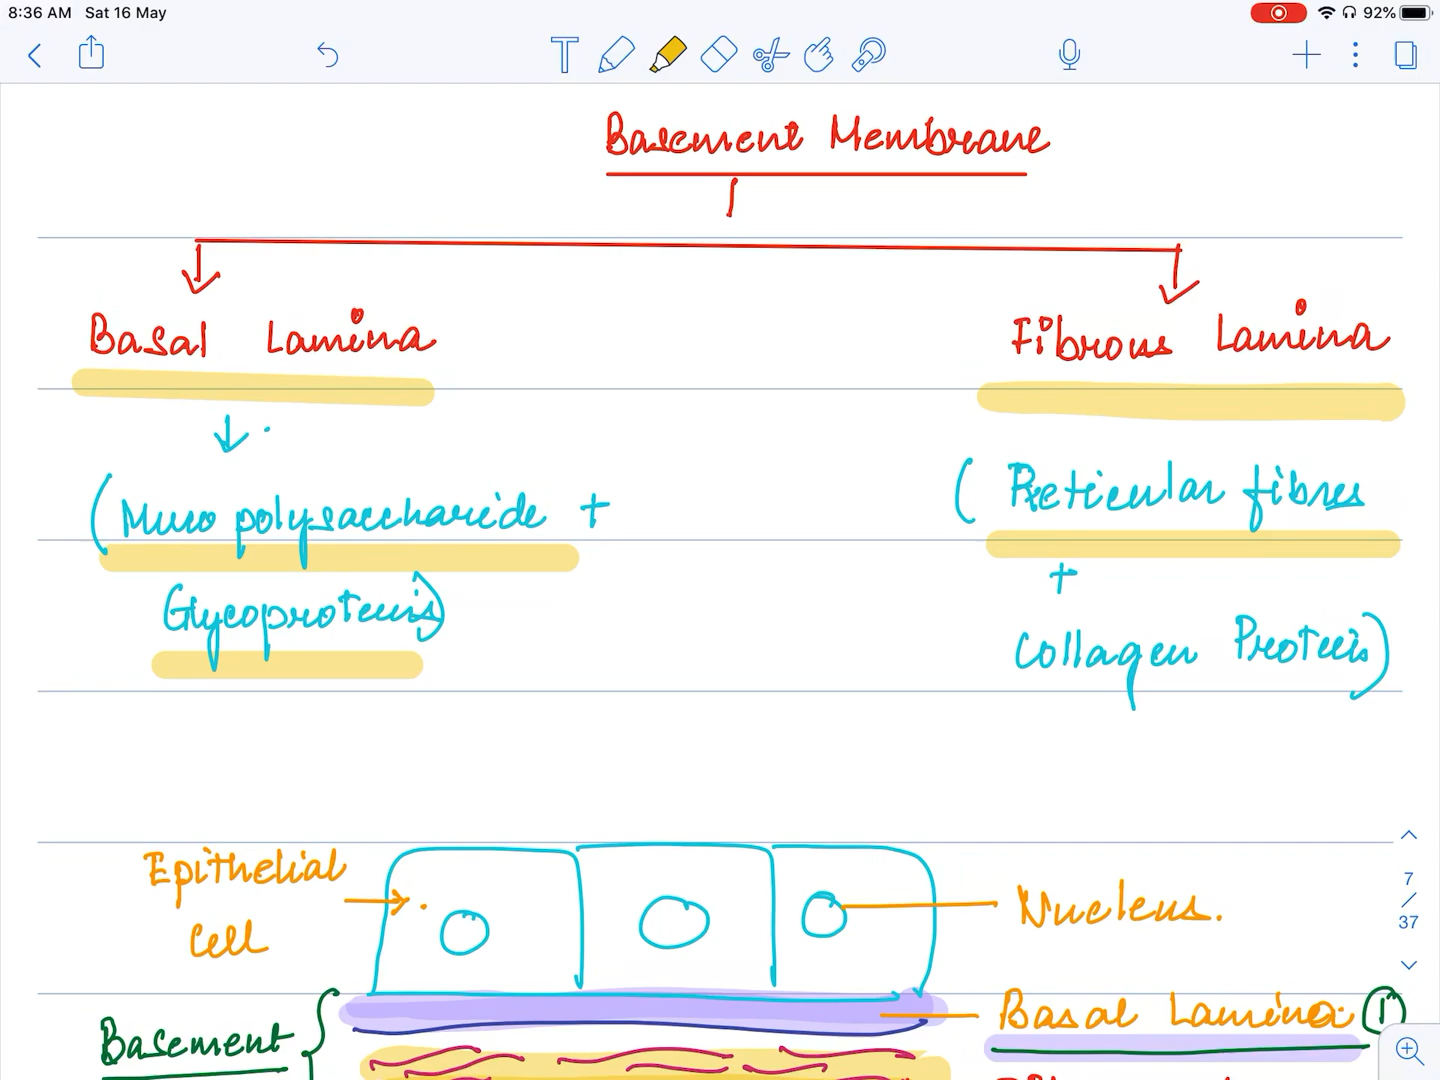 8:36 AM Sat 16 May 92%
Basement Membrane
Basal Lamina
Fibrous Lamina
(Muco polysaccharide +
Glycoproteins)
(Reticular fibres
+
Collagen Proteins)
Epithelial
Cell
Nucleus.
7
/
37
Basal Lamina 1
Basement